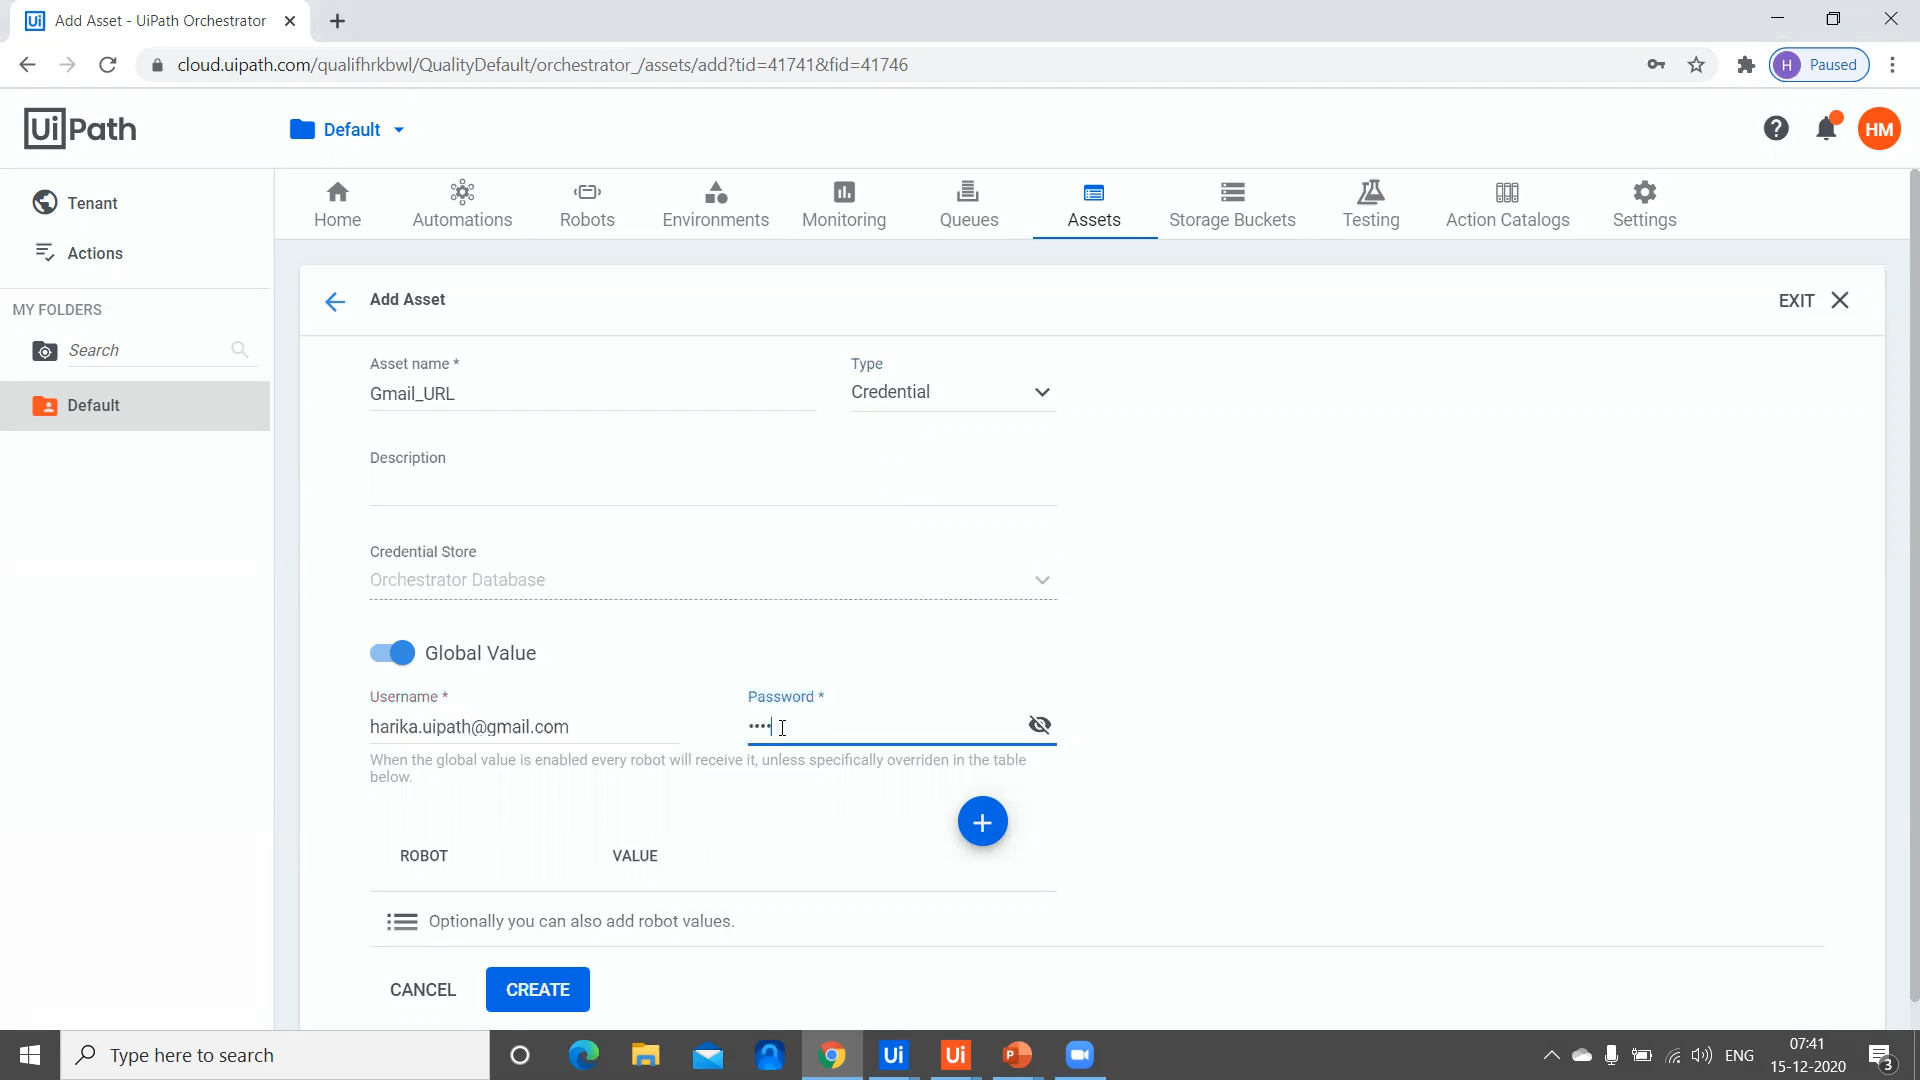 Ui Add Asset - UiPath Orchestrator
cloud.uipath.com/qualifhrkbwl/QualityDefault/orchestrator_/assets/add?tid=41741&fid=41746
H Paused
UiPath
Default
HM
Tenant
Actions
MY FOLDERS
Search
Default
Home
Automations
Robots
Environments
Monitoring
Queues
Assets
Storage Buckets
Testing
Action Catalogs
Settings
Add Asset
EXIT
Asset name *
Gmail_URL
Type
Credential
Description
Credential Store
Orchestrator Database
Global Value
Username *
harika.uipath@gmail.com
Password *
••••
When the global value is enabled every robot will receive it, unless specifically overriden in the table
below.
ROBOT
VALUE
Optionally you can also add robot values.
CANCEL
CREATE
Type here to search
Ui
Ui
P
ENG
07:41
15-12-2020
3